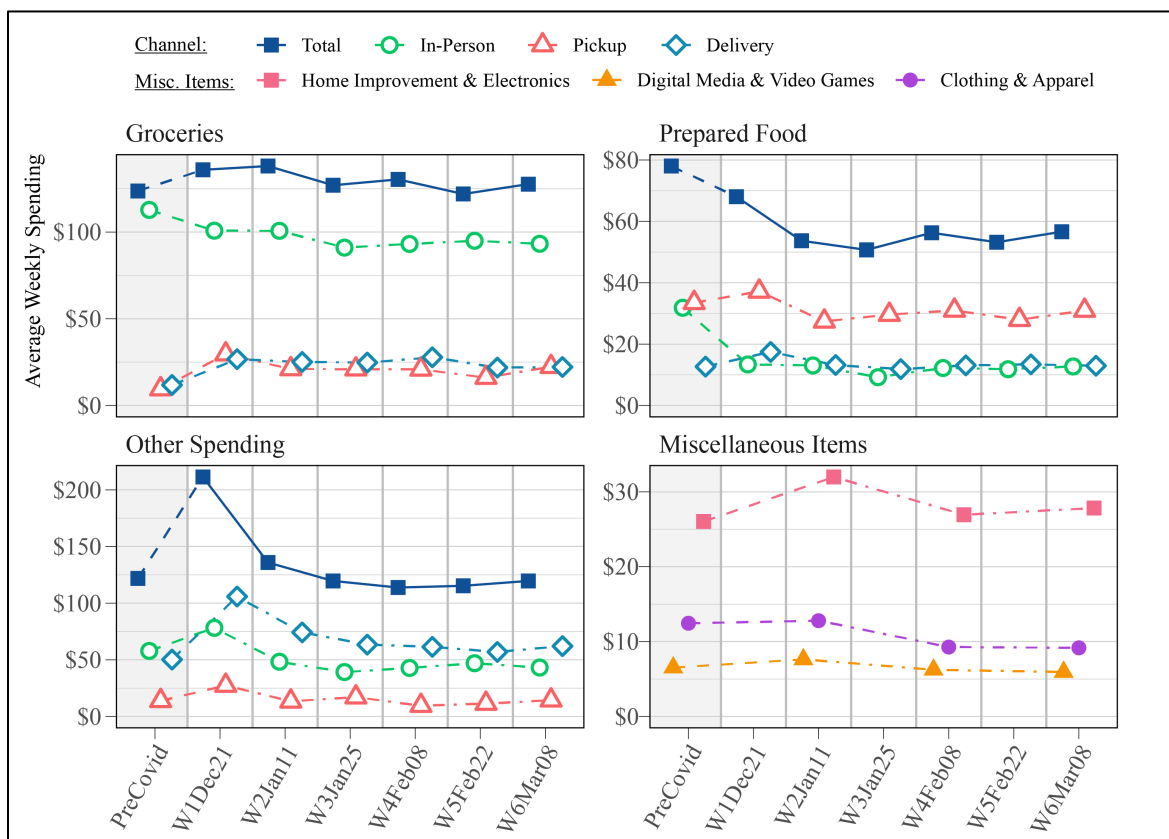 Channel: Total In-Person Pickup Delivery
Misc. Items: Home Improvement & Electronics Digital Media & Video Games Clothing & Apparel
Groceries
Average Weekly Spending
$100
$50
$0
Prepared Food
$80
$60
$40
$20
$0
Other Spending
$200
$150
$100
$50
$0
PreCovid
W1Dec21
W2Jan11
W3Jan25
W4Feb08
W5Feb22
W6Mar08
Miscellaneous Items
$30
$20
$10
$0
PreCovid
W1Dec21
W2Jan11
W3Jan25
W4Feb08
W5Feb22
W6Mar08